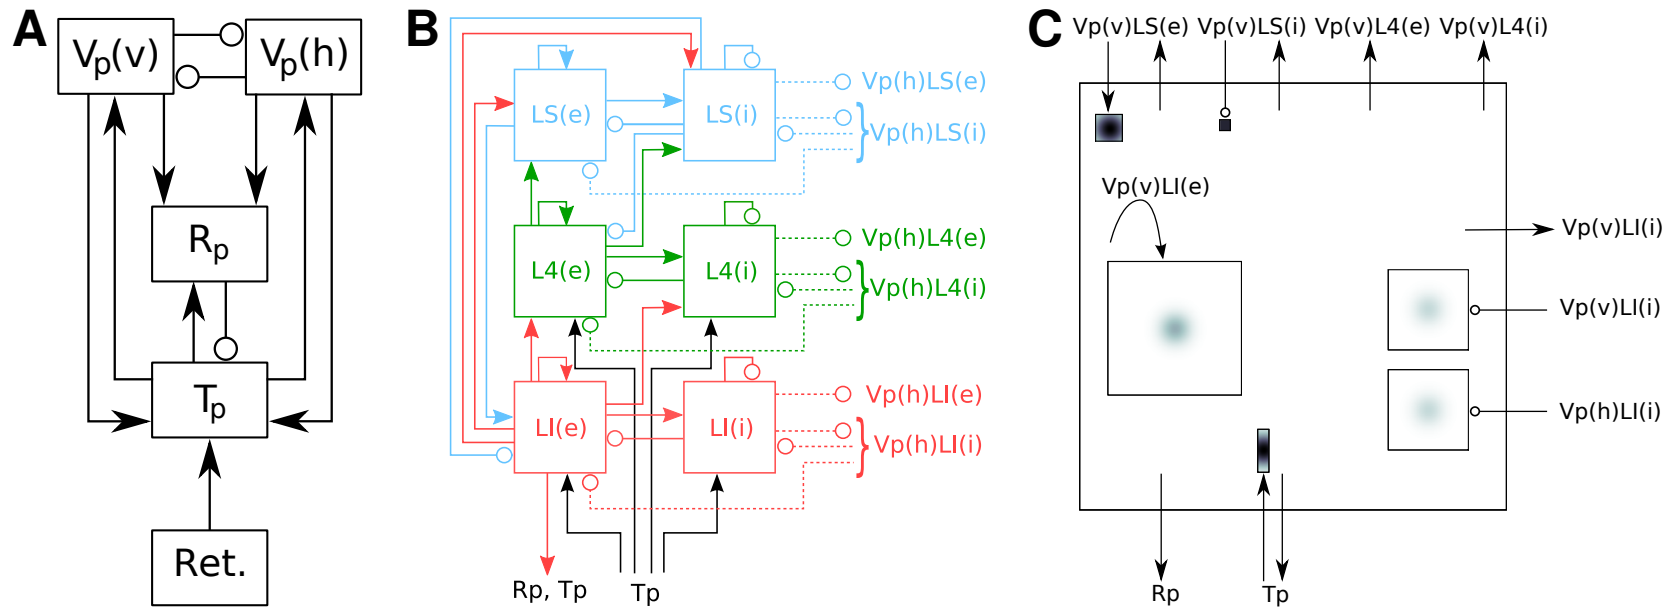 A
Vp(v)
Vp(h)
Rp
Tp
Ret.
B
LS(e)
LS(i)
Vp(h)LS(e)
Vp(h)LS(i)
L4(e)
L4(i)
Vp(h)L4(e)
Vp(h)L4(i)
LI(e)
LI(i)
Vp(h)LI(e)
Vp(h)LI(i)
Rp, Tp
Tp
C
Vp(v)LS(e)
Vp(v)LS(i)
Vp(v)L4(e)
Vp(v)L4(i)
Vp(v)LI(e)
Vp(v)LI(i)
Vp(v)LI(i)
Vp(h)LI(i)
Rp
Tp